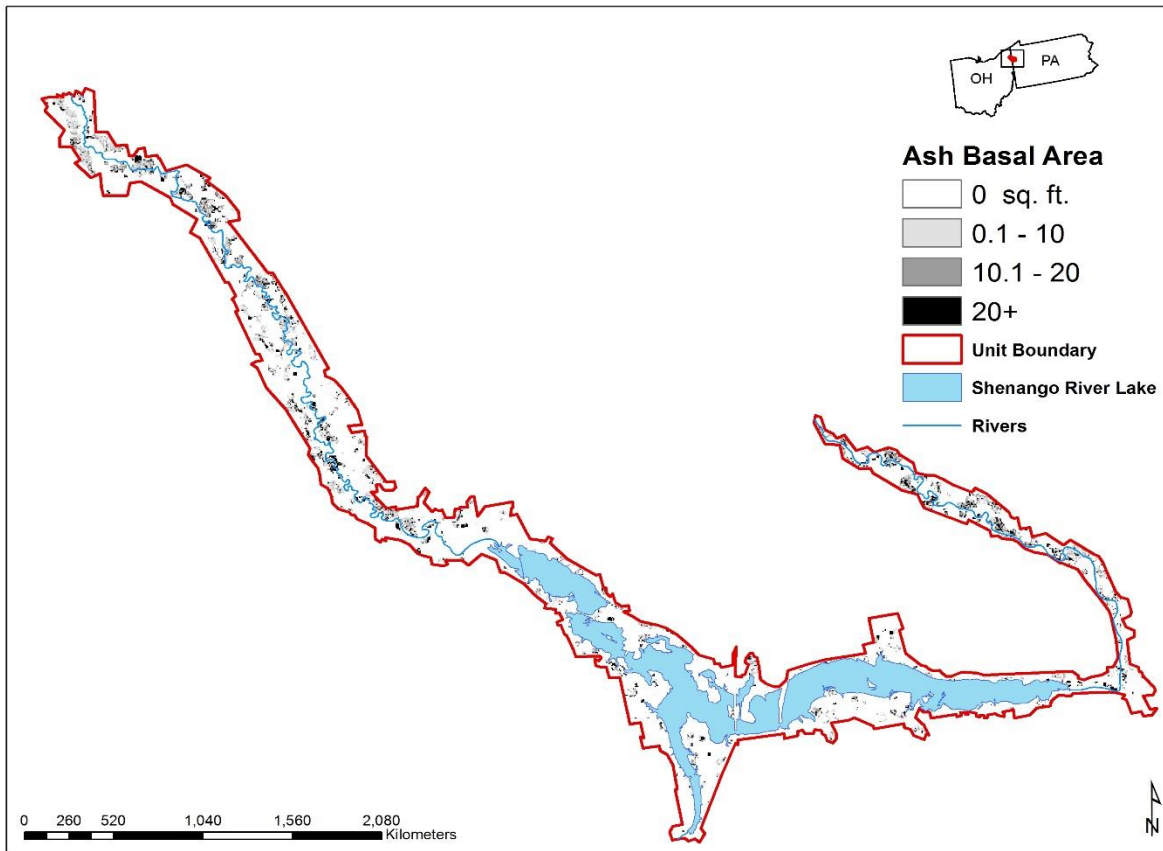 OH
PA
Ash Basal Area
0 sq. ft.
0.1 - 10
10.1 - 20
20+
Unit Boundary
Shenango River Lake
Rivers
0 260 520 1,040 1,560 2,080
Kilometers
N